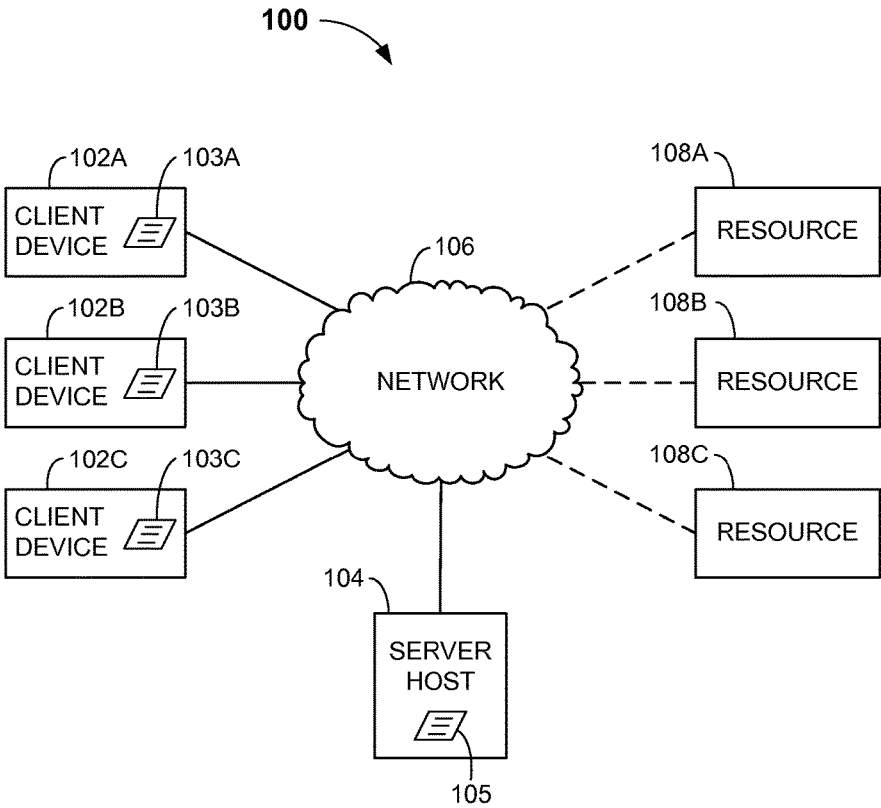 100
102A
103A
CLIENT
DEVICE
102B
103B
CLIENT
DEVICE
102C
103C
CLIENT
DEVICE
106
NETWORK
108A
RESOURCE
108B
RESOURCE
108C
RESOURCE
104
SERVER
HOST
105